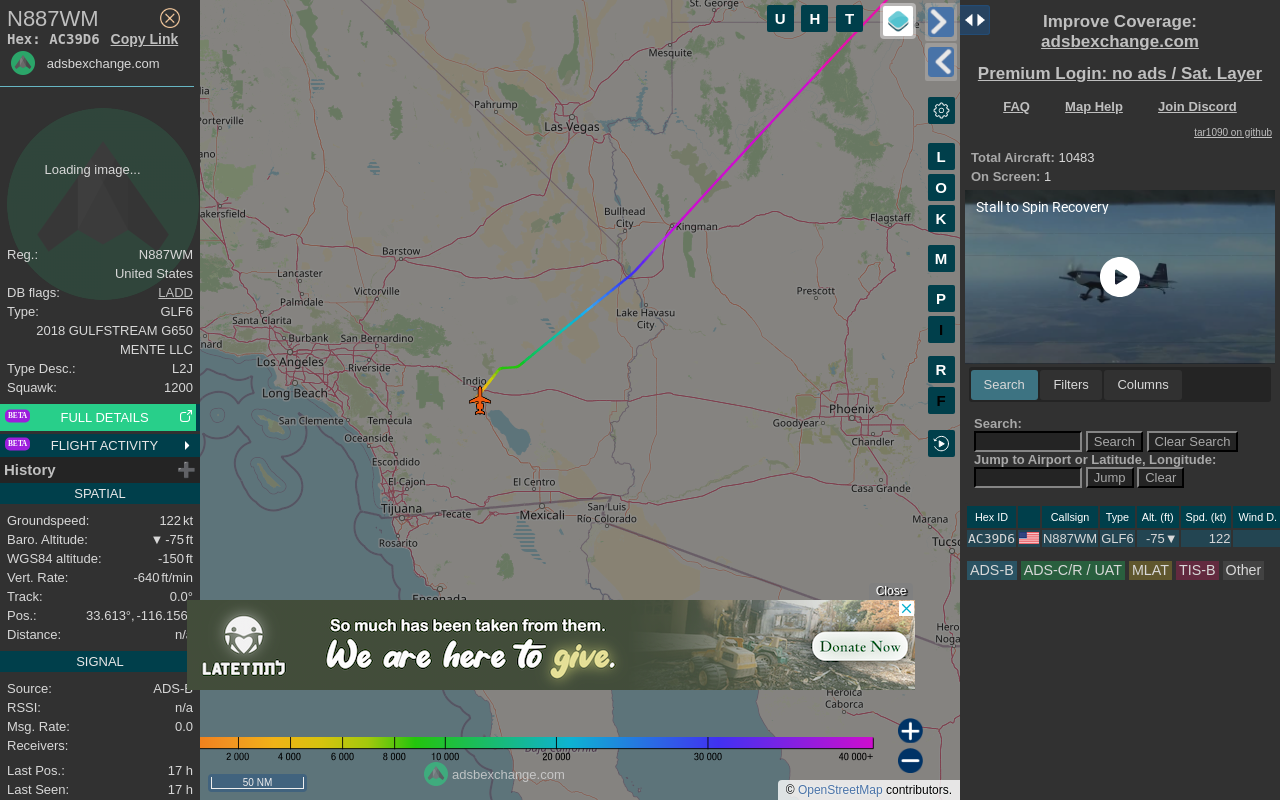 N887WM
Hex: AC39D6 Copy Link
adsbexchange.com
Loading image...
Reg.: N887WM
United States
DB flags: LADD
Type: GLF6
2018 GULFSTREAM G650
MENTE LLC
Type Desc.: L2J
Squawk: 1200
BETA FULL DETAILS
BETA FLIGHT ACTIVITY
History
SPATIAL
Groundspeed: 122 kt
Baro. Altitude: ▼ -75 ft
WGS84 altitude: -150 ft
Vert. Rate: -640 ft/min
Track: 0.0°
Pos.: 33.613°, -116.156
Distance: n/a
SIGNAL
Source: ADS-B
RSSI: n/a
Msg. Rate: 0.0
Receivers:
Last Pos.: 17 h
Last Seen: 17 h
St. George
U H T
Mesquite
Pahrump
Las Vegas
Porterville
akersfield
Bullhead
City
Kingman
Flagstaff
Barstow
Lancaster
Victorville
Palmdale
Prescott
Santa Clarita
Lake Havasu
City
nard
Burbank
San Bernardino
Los Angeles
Riverside
Indio
Long Beach
Temecula
Phoenix
Goodyear
Oceanside
Chandler
Escondido
El Cajon
El Centro
Casa Grande
Tijuana
Tecate
Mexicali
San Luis
Río Colorado
Marana
Rosarito
Tucso
Ensenada
L
O
K
M
P
I
R
F
Close
Hero
Noga
LATET לתת
So much has been taken from them.
We are here to give.
Donate Now
Heroica
Caborca
Baja California
2 000 4 000 6 000 8 000 10 000 20 000 30 000 40 000+
adsbexchange.com
50 NM
© OpenStreetMap contributors.
Improve Coverage:
adsbexchange.com
Premium Login: no ads / Sat. Layer
FAQ Map Help Join Discord
tar1090 on github
Total Aircraft: 10483
On Screen: 1
Stall to Spin Recovery
Search Filters Columns
Search:
Search Clear Search
Jump to Airport or Latitude, Longitude:
Jump Clear
Hex ID Callsign Type Alt. (ft) Spd. (kt) Wind D.
AC39D6 N887WM GLF6 -75▼ 122
ADS-B ADS-C/R / UAT MLAT TIS-B Other